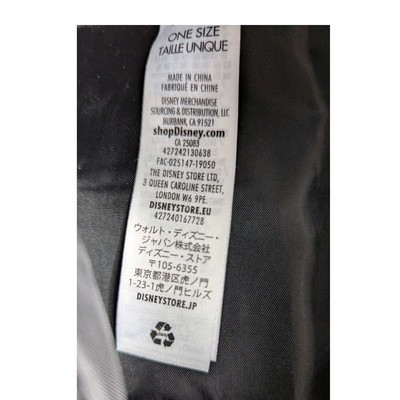 ONE SIZE
TAILLE UNIQUE
MADE IN CHINA
FABRIQUÉ EN CHINE
DISNEY MERCHANDISE
SOURCING & DISTRIBUTION, LLC
BURBANK, CA 91521
shopDisney.com
CA 25083
427242130638
FAC-025147-19050
THE DISNEY STORE LTD,
3 QUEEN CAROLINE STREET,
LONDON W6 9PE.
DISNEYSTORE.EU
427240167728
ウォルト・ディズニー・
ジャパン株式会社
ディズニー・ストア
〒105-6355
東京都港区虎ノ門
1-23-1虎ノ門ヒルズ
DISNEYSTORE.JP